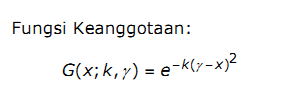 Fungsi Keanggotaan:
G(x; k, γ) = e^{-k(γ-x)^2}